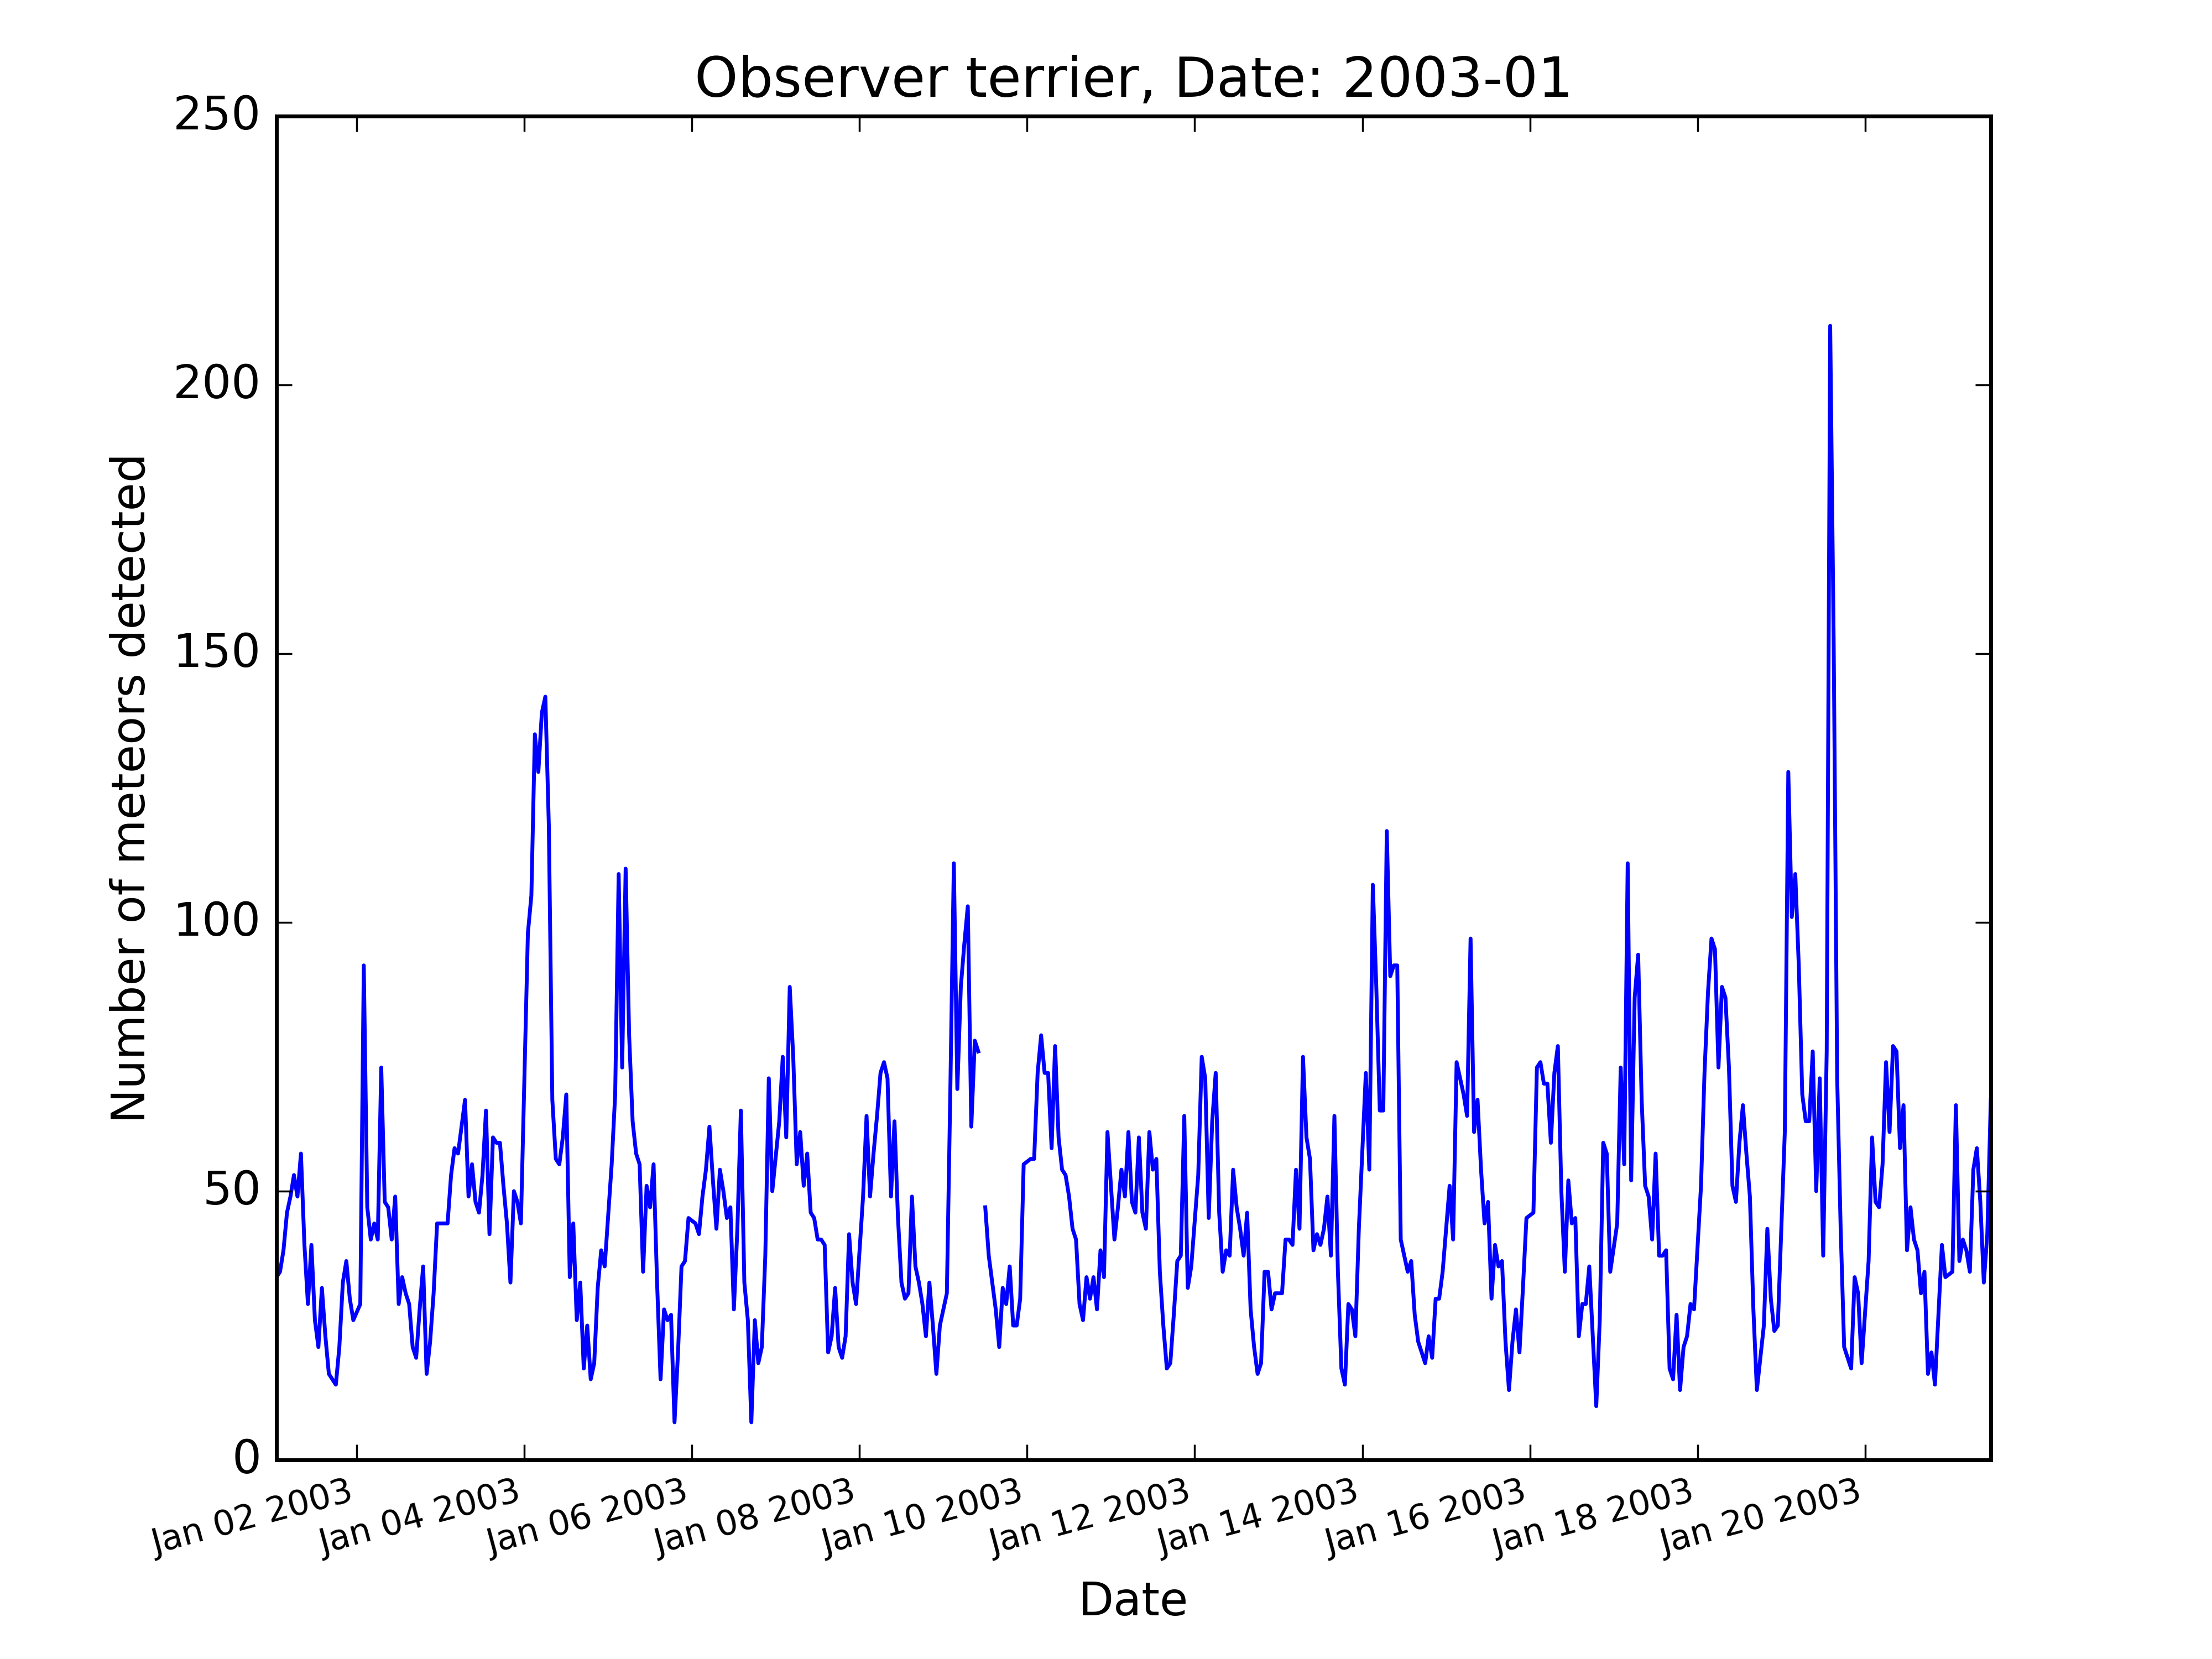 Observer terrier, Date: 2003-01
250
200
150
100
50
0
Number of meteors detected
Jan 02 2003
Jan 04 2003
Jan 06 2003
Jan 08 2003
Jan 10 2003
Jan 12 2003
Jan 14 2003
Jan 16 2003
Jan 18 2003
Jan 20 2003
Date